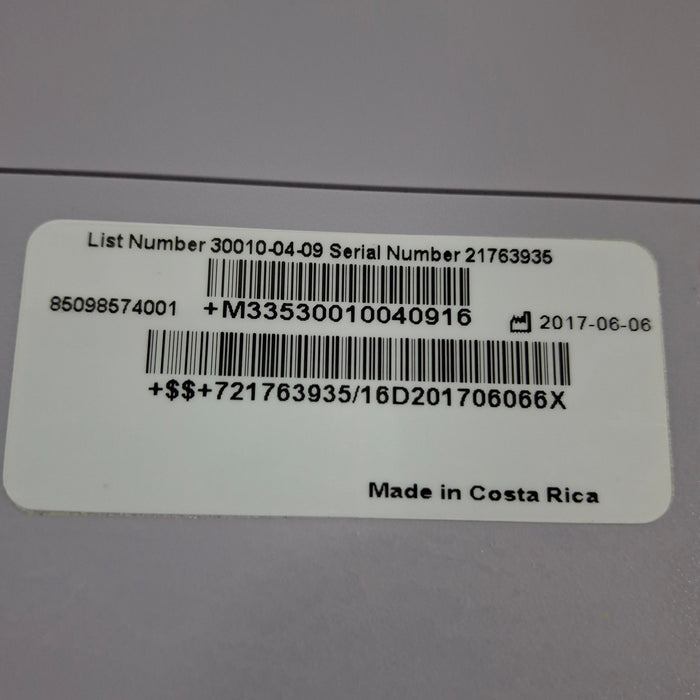 List Number 30010-04-09 Serial Number 21763935
85098574001 +M33530010040916 2017-06-06
+$$+721763935/16D201706066X
Made in Costa Rica